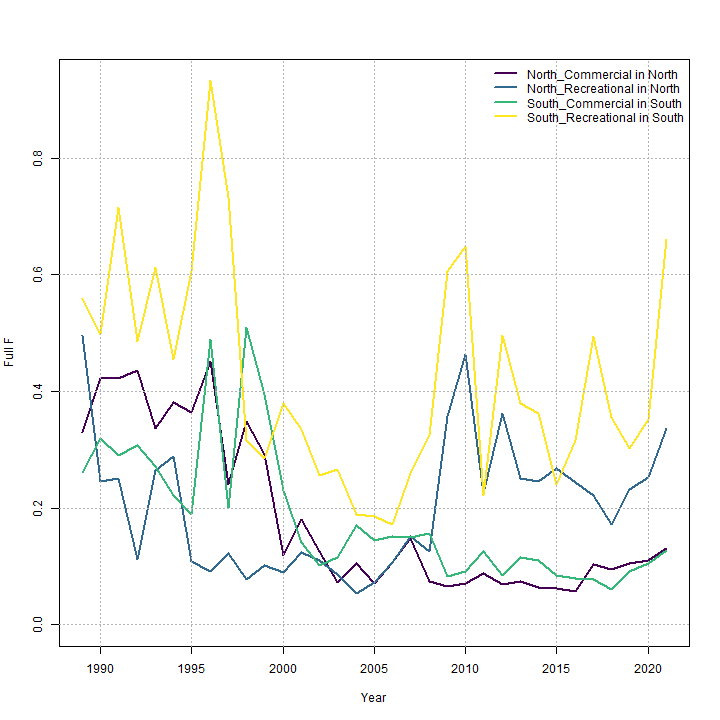 North_Commercial in North
North_Recreational in North
South_Commercial in South
South_Recreational in South
Full F
0.8
0.6
0.4
0.2
0.0
1990 1995 2000 2005 2010 2015 2020
Year